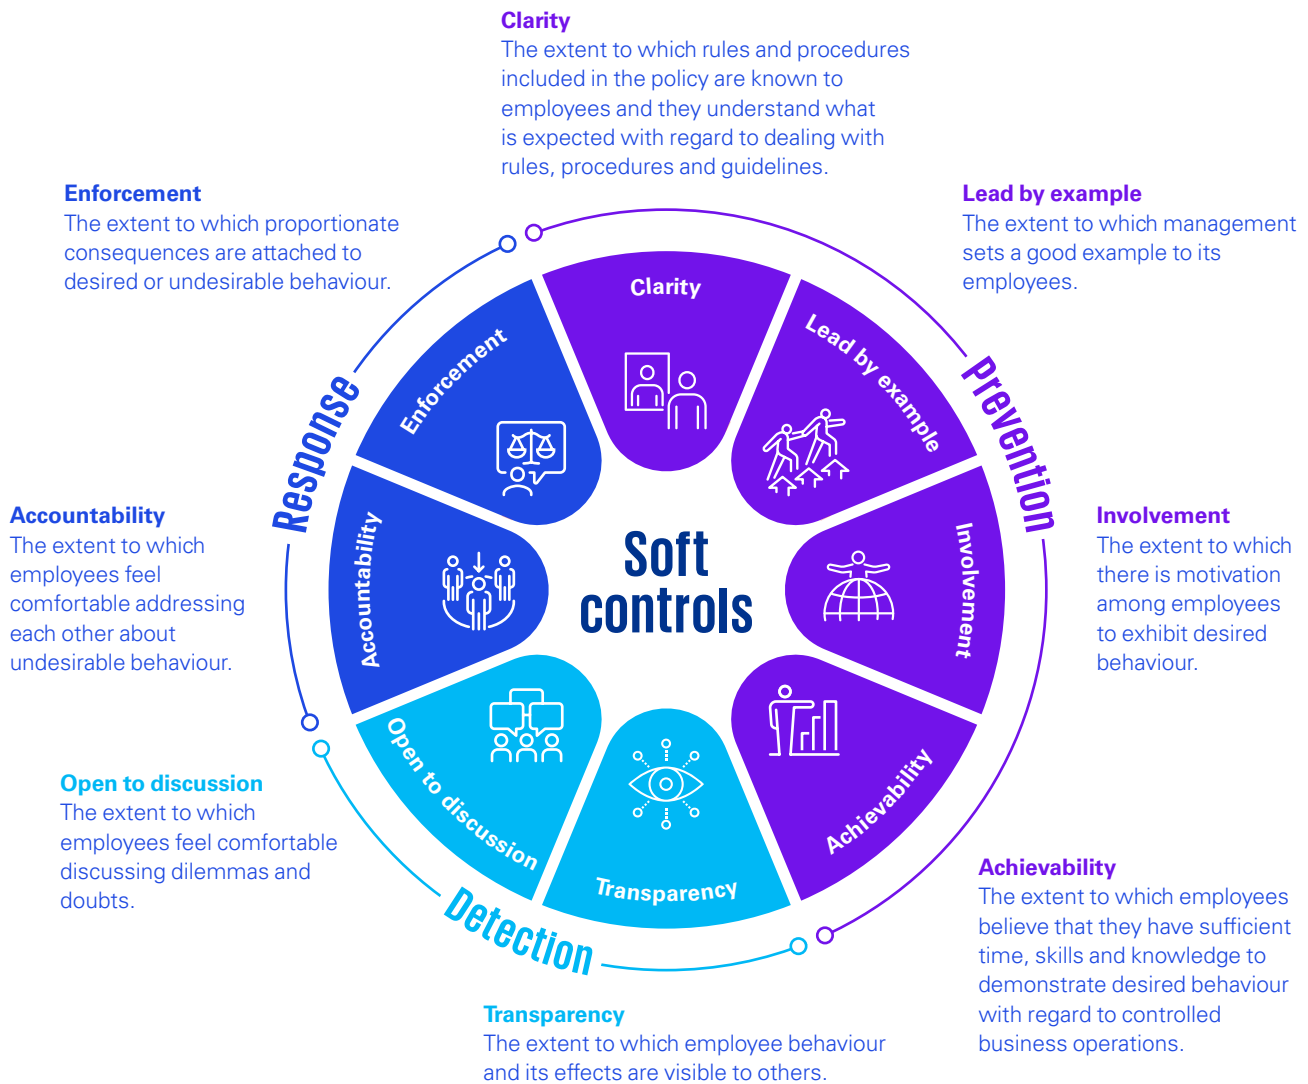 Clarity
The extent to which rules and procedures
included in the policy are known to
employees and they understand what
is expected with regard to dealing with
rules, procedures and guidelines.
Enforcement
The extent to which proportionate
consequences are attached to
desired or undesirable behaviour.
Lead by example
The extent to which management
sets a good example to its
employees.
Clarity
Lead by example
Involvement
Achievability
Transparency
Open to discussion
Accountability
Enforcement
Prevention
Detection
Response
Soft
controls
Accountability
The extent to which
employees feel
comfortable addressing
each other about
undesirable behaviour.
Involvement
The extent to which
there is motivation
among employees
to exhibit desired
behaviour.
Open to discussion
The extent to which
employees feel comfortable
discussing dilemmas and
doubts.
Achievability
The extent to which employees
believe that they have sufficient
time, skills and knowledge to
demonstrate desired behaviour
with regard to controlled
business operations.
Transparency
The extent to which employee behaviour
and its effects are visible to others.